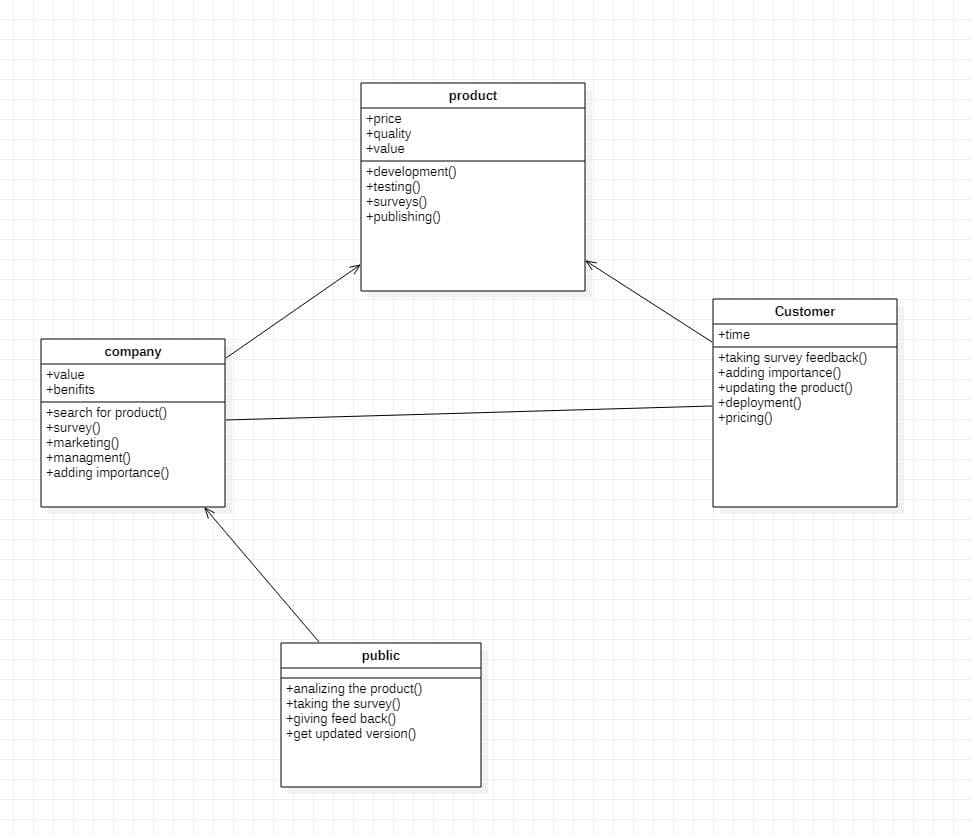 product
+price
+quality
+value
+development()
+testing()
+surveys()
+publishing()
Customer
+time
+taking survey feedback()
+adding importance()
+updating the product()
+deployment()
+pricing()
company
+value
+benifits
+search for product()
+survey()
+marketing()
+managment()
+adding importance()
public
+analizing the product()
+taking the survey()
+giving feed back()
+get updated version()